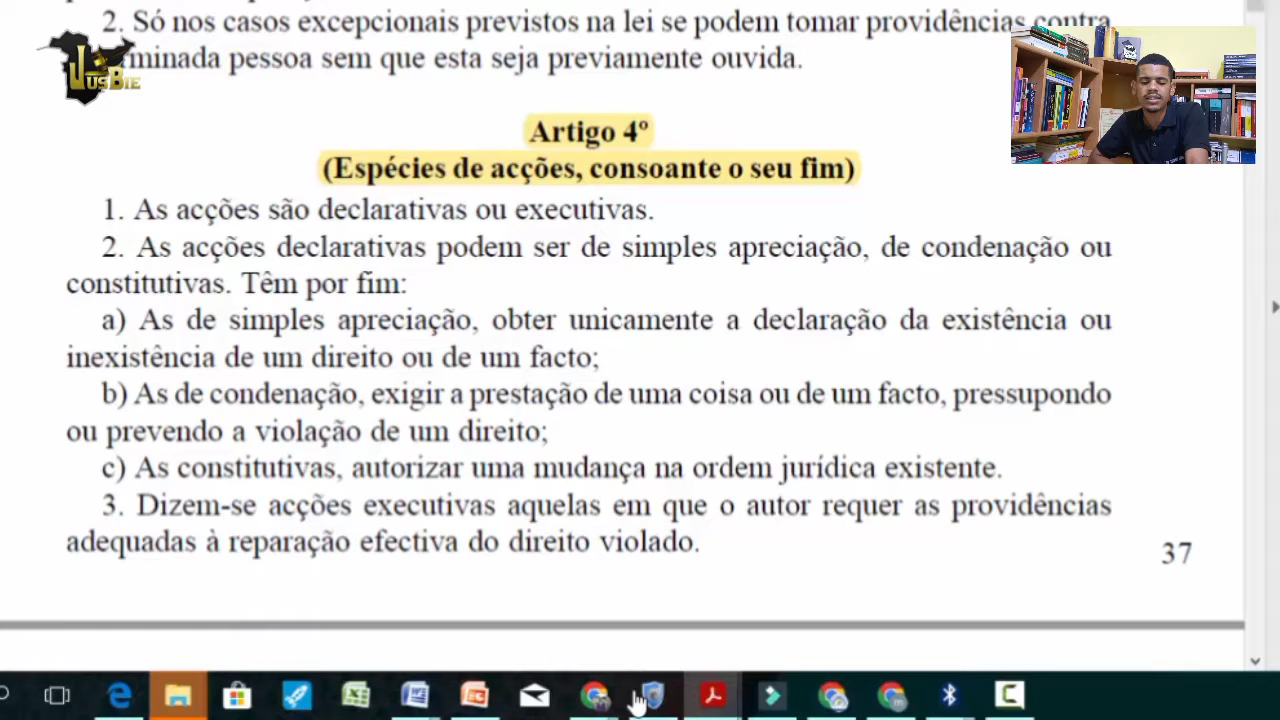 2. Só nos casos excepcionais previstos na lei se podem tomar providências contra
rminada pessoa sem que esta seja previamente ouvida.
JUSBIE
Artigo 4º
(Espécies de acções, consoante o seu fim)
1. As acções são declarativas ou executivas.
2. As acções declarativas podem ser de simples apreciação, de condenação ou
constitutivas. Têm por fim:
a) As de simples apreciação, obter unicamente a declaração da existência ou
inexistência de um direito ou de um facto;
b) As de condenação, exigir a prestação de uma coisa ou de um facto, pressupondo
ou prevendo a violação de um direito;
c) As constitutivas, autorizar uma mudança na ordem jurídica existente.
3. Dizem-se acções executivas aquelas em que o autor requer as providências
adequadas à reparação efectiva do direito violado.
37